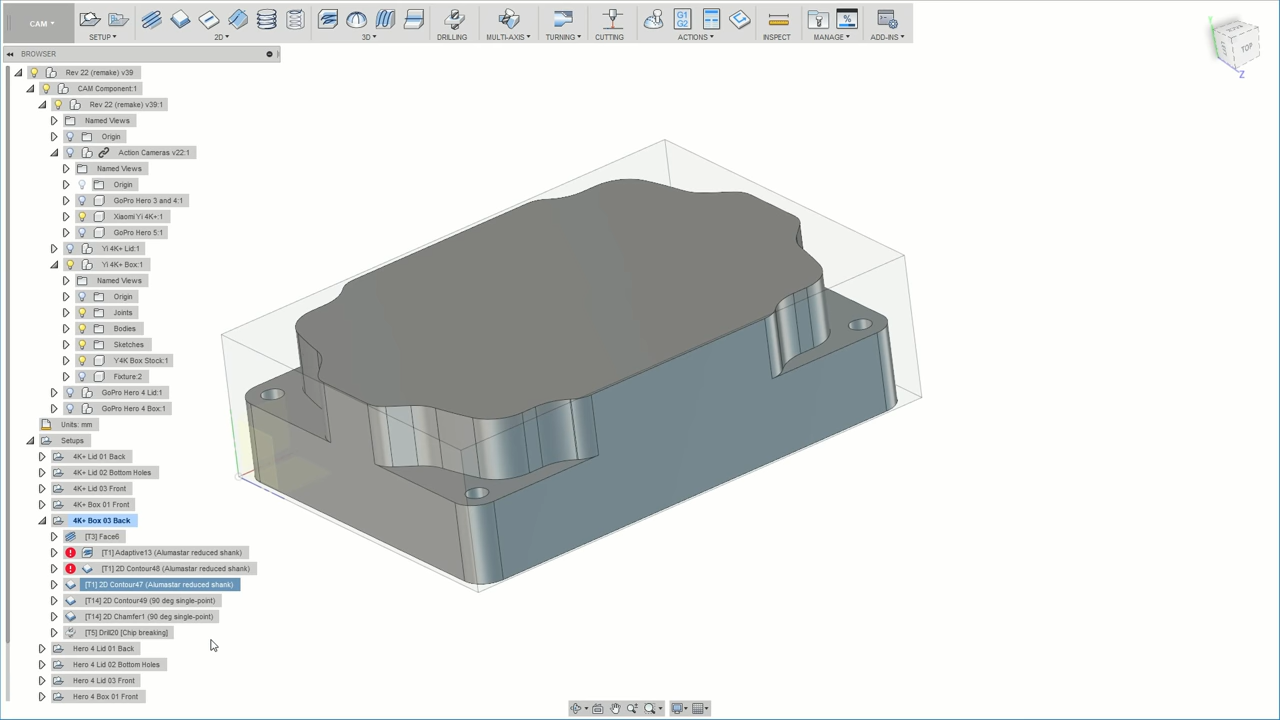 CAM
SETUP
2D
3D
DRILLING
MULTI-AXIS
TURNING
CUTTING
G1
G2
ACTIONS
INSPECT
%
MANAGE
ADD-INS
BROWSER
Y
TOP
Z
Rev 22 (remake) v39
CAM Component:1
Rev 22 (remake) v39:1
Named Views
Origin
Action Cameras v22:1
Named Views
Origin
GoPro Hero 3 and 4:1
Xiaomi Yi 4K+:1
GoPro Hero 5:1
Yi 4K+ Lid:1
Yi 4K+ Box:1
Named Views
Origin
Joints
Bodies
Sketches
Y4K Box Stock:1
Fixture:2
GoPro Hero 4 Lid:1
GoPro Hero 4 Box:1
Units: mm
Setups
4K+ Lid 01 Back
4K+ Lid 02 Bottom Holes
4K+ Lid 03 Front
4K+ Box 01 Front
4K+ Box 03 Back
[T3] Face6
[T1] Adaptive13 (Alumastar reduced shank)
[T1] 2D Contour48 (Alumastar reduced shank)
[T1] 2D Contour47 (Alumastar reduced shank)
[T14] 2D Contour49 (90 deg single-point)
[T14] 2D Chamfer1 (90 deg single-point)
[T5] Drill20 [Chip breaking]
Hero 4 Lid 01 Back
Hero 4 Lid 02 Bottom Holes
Hero 4 Lid 03 Front
Hero 4 Box 01 Front